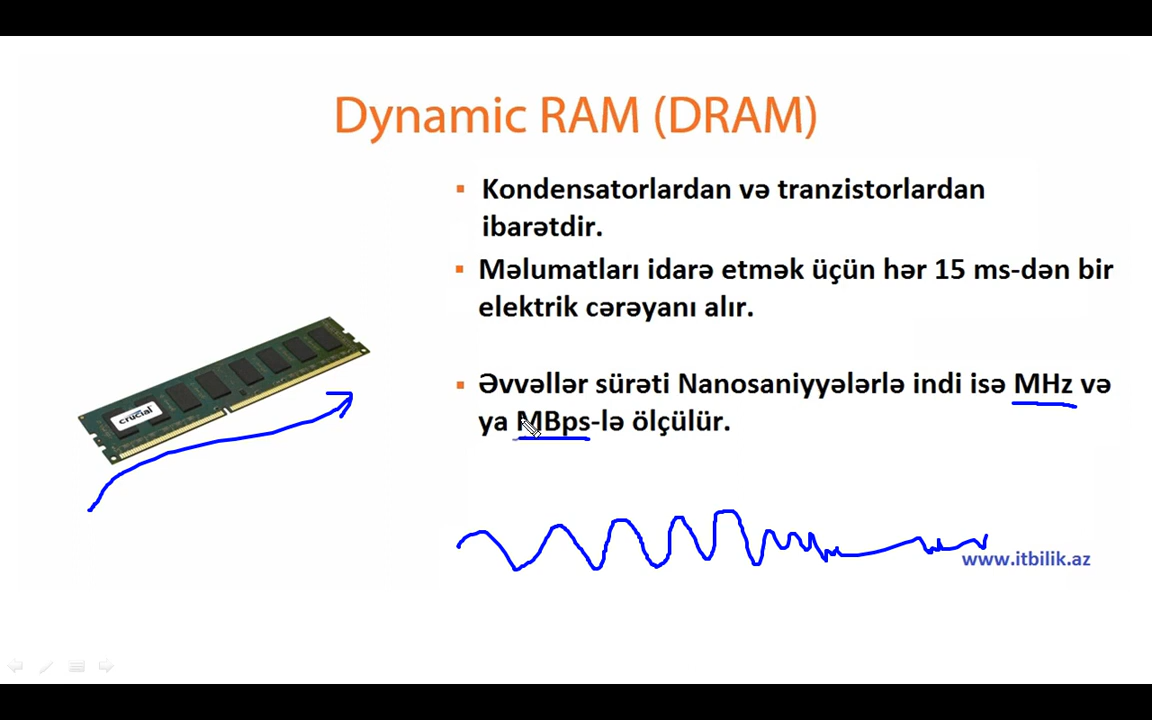 Dynamic RAM (DRAM)
Kondensatorlardan və tranzistorlardan
ibarətdir.
Məlumatları idarə etmək üçün hər 15 ms-dən bir
elektrik cərəyanı alır.
Əvvəllər sürəti Nanosaniyyələrlə indi isə MHz və
ya MBps-lə ölçülür.
crucial
www.itbilik.az